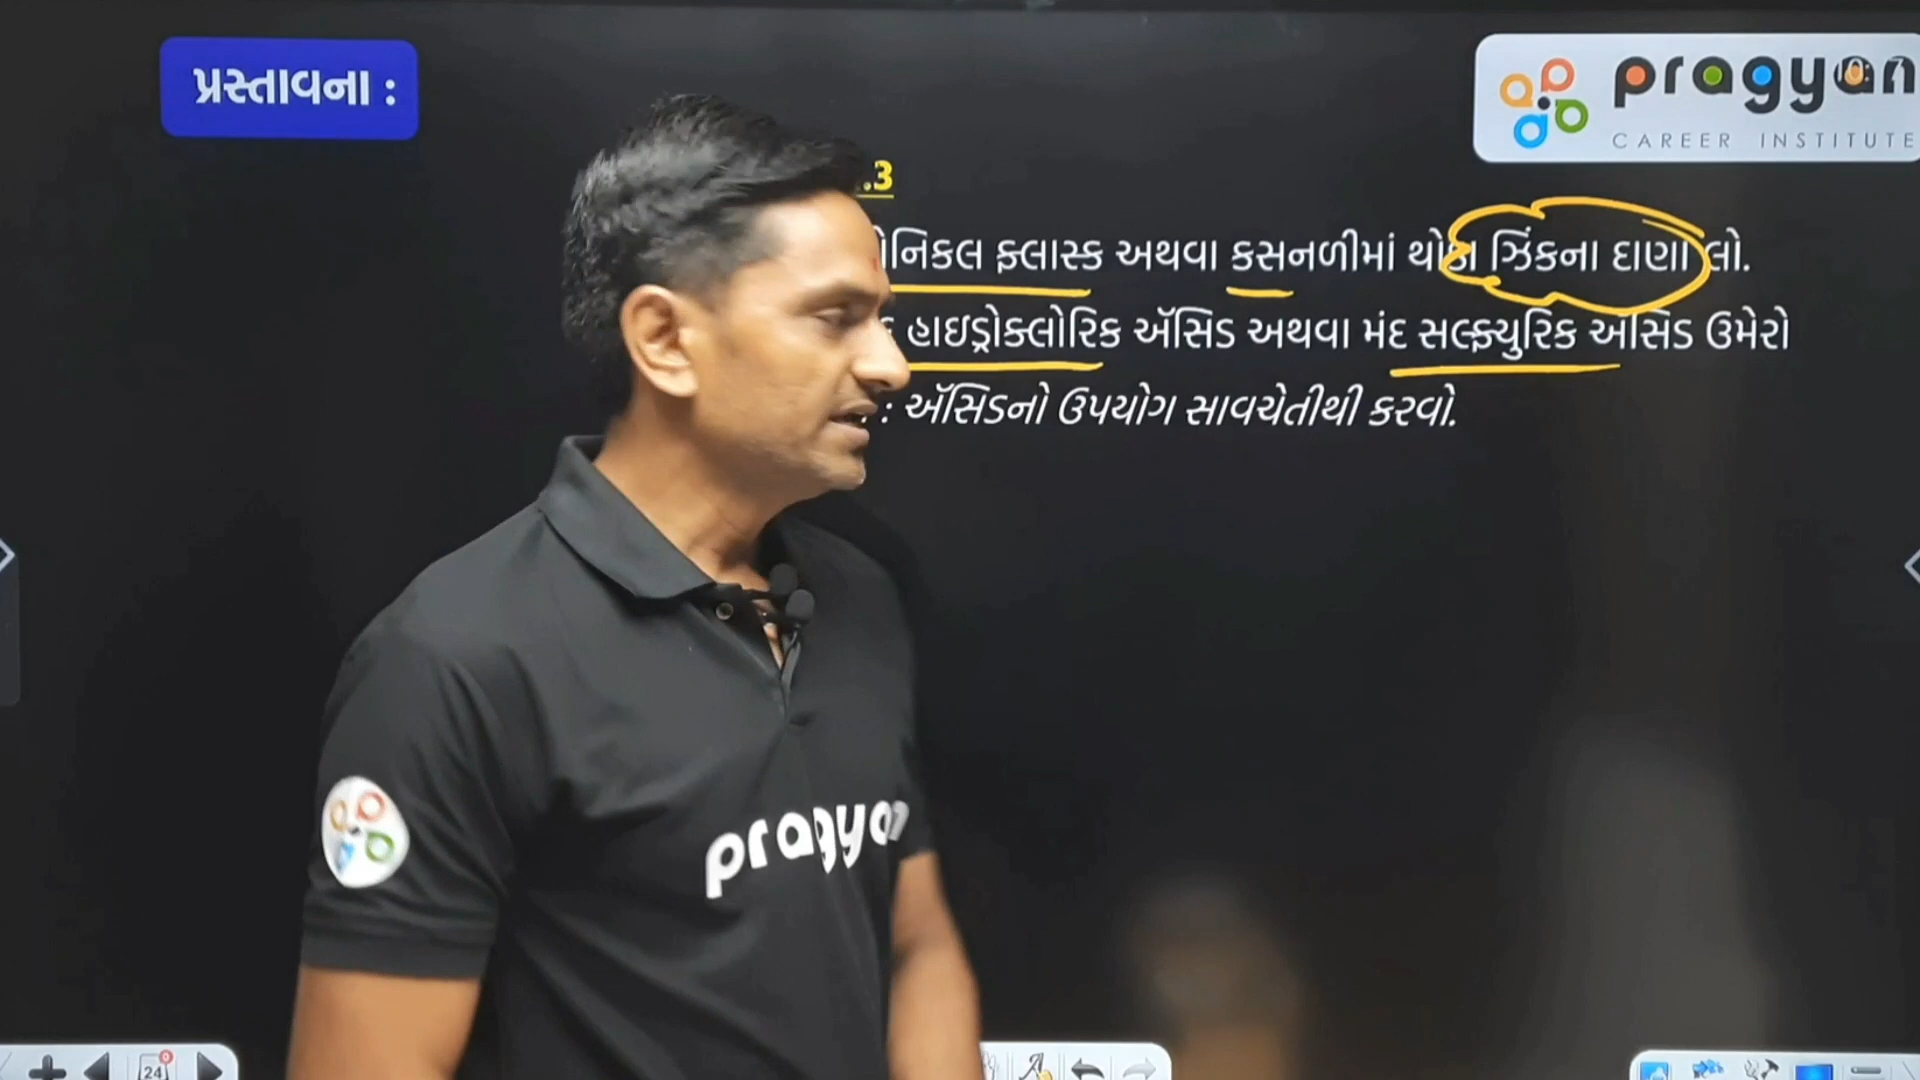 પ્રસ્તાવના :
pragyan
CAREER INSTITUTE
.3
ફ્લાસ્ક અથવા કસનળીમાં થોડા ઝિંકના દાણા લો.
હાઇડ્રોક્લોરિક ઍસિડ અથવા મંદ સલ્ફ્યુરિક ઍસિડ ઉમેરો
: ઍસિડનો ઉપયોગ સાવચેતીથી કરવો.
pragyan
24